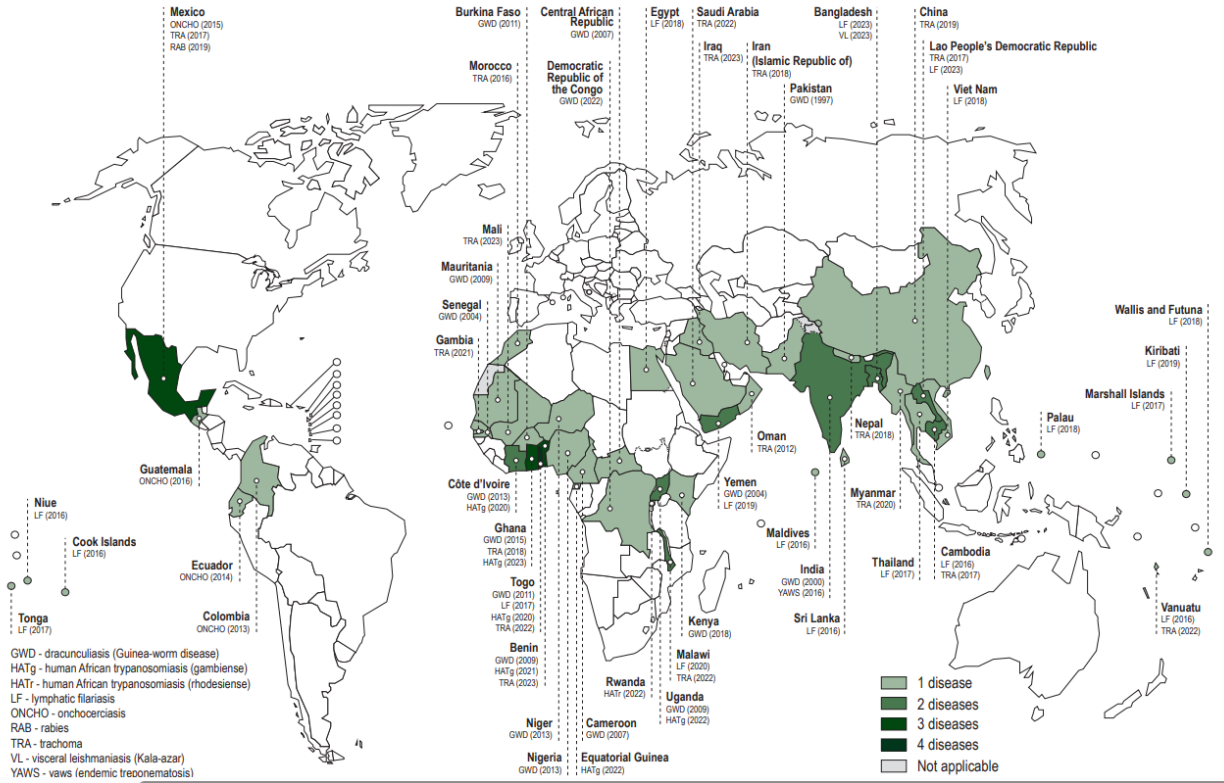 Mexico
ONCHO (2015)
TRA (2017)
RAB (2019)
Burkina Faso
GWD (2011)
Central African
Republic
GWD (2007)
Egypt
LF (2018)
Saudi Arabia
TRA (2022)
Bangladesh
LF (2023)
VL (2023)
China
TRA (2019)
Morocco
TRA (2016)
Democratic
Republic of
the Congo
GWD (2022)
Iraq
TRA (2023)
Iran
(Islamic Republic of)
TRA (2018)
Pakistan
GWD (1997)
Lao People's Democratic Republic
TRA (2017)
LF (2023)
Viet Nam
LF (2018)
Mali
TRA (2023)
Mauritania
GWD (2009)
Senegal
GWD (2004)
Gambia
TRA (2021)
Wallis and Futuna
LF (2018)
Kiribati
LF (2019)
Marshall Islands
LF (2017)
Palau
LF (2018)
Guatemala
ONCHO (2016)
Côte d'Ivoire
GWD (2013)
HATg (2020)
Oman
TRA (2012)
Nepal
TRA (2018)
Yemen
GWD (2004)
LF (2019)
Myanmar
TRA (2020)
Niue
LF (2016)
Cook Islands
LF (2016)
Ghana
GWD (2015)
TRA (2018)
HATg (2023)
Maldives
LF (2016)
Ecuador
ONCHO (2014)
India
GWD (2000)
YAWS (2016)
Thailand
LF (2017)
Cambodia
LF (2016)
TRA (2017)
Togo
GWD (2011)
LF (2017)
HATg (2020)
TRA (2022)
Tonga
LF (2017)
Colombia
ONCHO (2013)
Kenya
GWD (2018)
Sri Lanka
LF (2016)
Vanuatu
LF (2016)
TRA (2022)
Benin
GWD (2009)
HATg (2021)
TRA (2023)
Rwanda
HATr (2022)
Malawi
LF (2020)
TRA (2022)
Uganda
GWD (2009)
HATg (2022)
Niger
GWD (2013)
Cameroon
GWD (2007)
Nigeria
GWD (2013)
Equatorial Guinea
HATg (2022)
GWD - dracunculiasis (Guinea-worm disease)
HATg - human African trypanosomiasis (gambiense)
HATr - human African trypanosomiasis (rhodesiense)
LF - lymphatic filariasis
ONCHO - onchocerciasis
RAB - rabies
TRA - trachoma
VL - visceral leishmaniasis (Kala-azar)
YAWS - yaws (endemic treponematosis)
1 disease
2 diseases
3 diseases
4 diseases
Not applicable